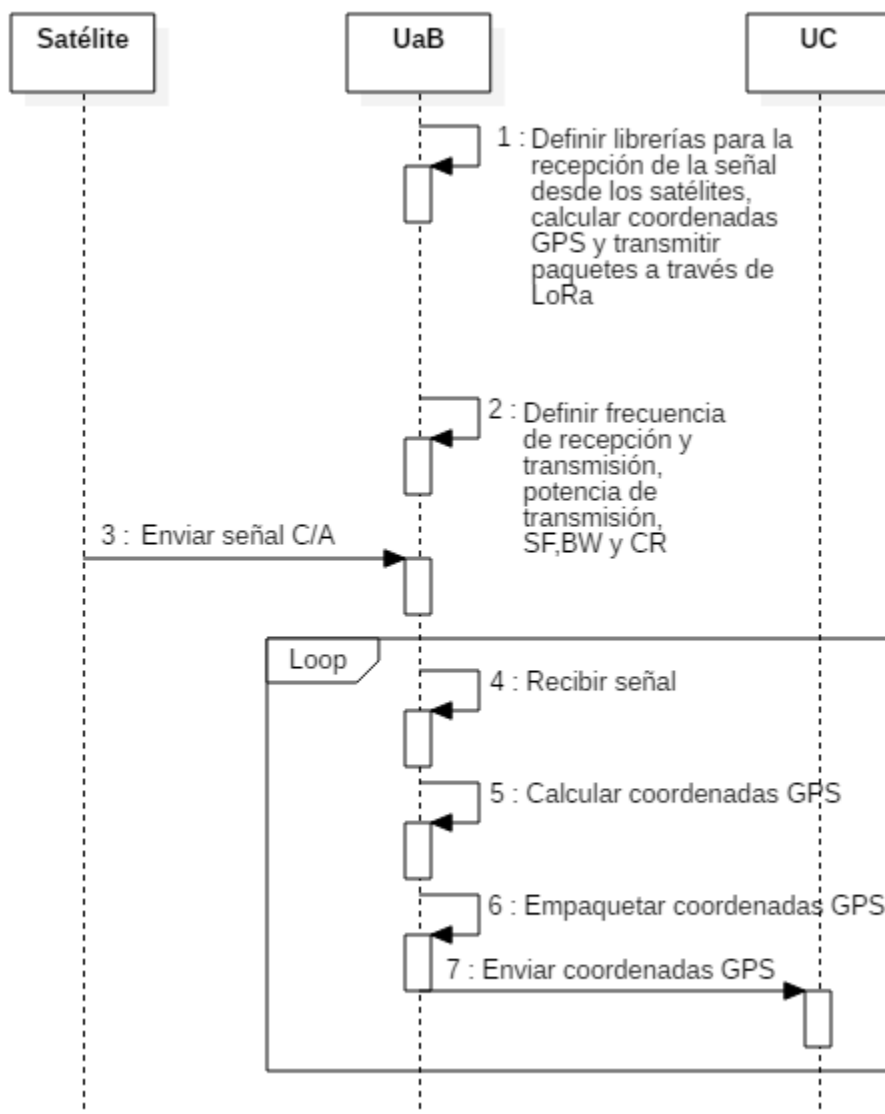 Satélite
UaB
UC
1 : Definir librerías para la
recepción de la señal
desde los satélites,
calcular coordenadas
GPS y transmitir
paquetes a través de
LoRa
2 : Definir frecuencia
de recepción y
transmisión,
potencia de
transmisión,
SF,BW y CR
3 : Enviar señal C/A
Loop
4 : Recibir señal
5 : Calcular coordenadas GPS
6 : Empaquetar coordenadas GPS
7 : Enviar coordenadas GPS